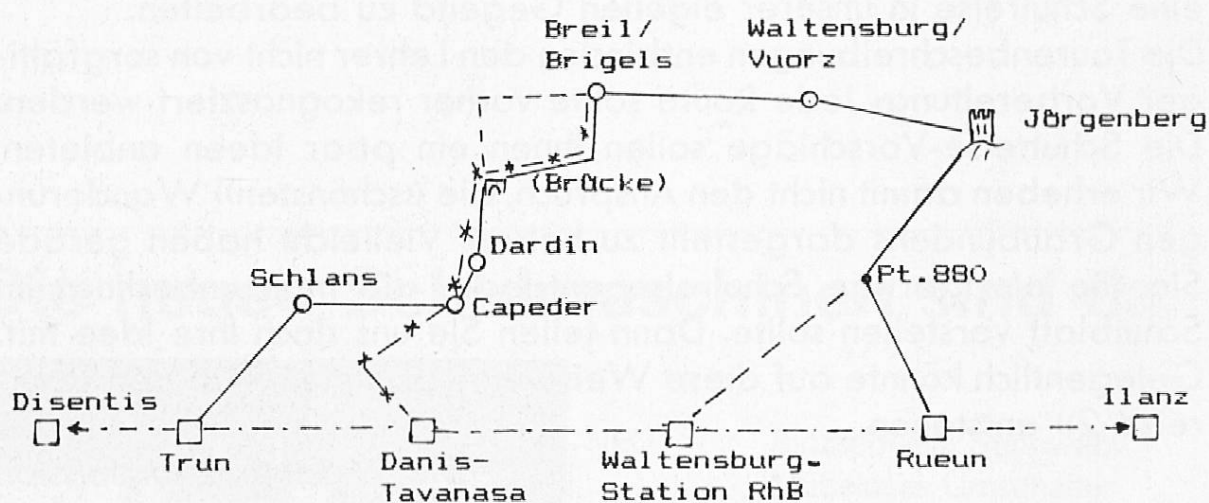 Breil/
Brigels
Waltensburg/
Vuorz
Jörgenberg
(Brücke)
Dardin
Schlans
Capeder
Pt.880
Disentis
Ilanz
Trun
Danis-
Tavanasa
Waltensburg-
Station RhB
Rueun